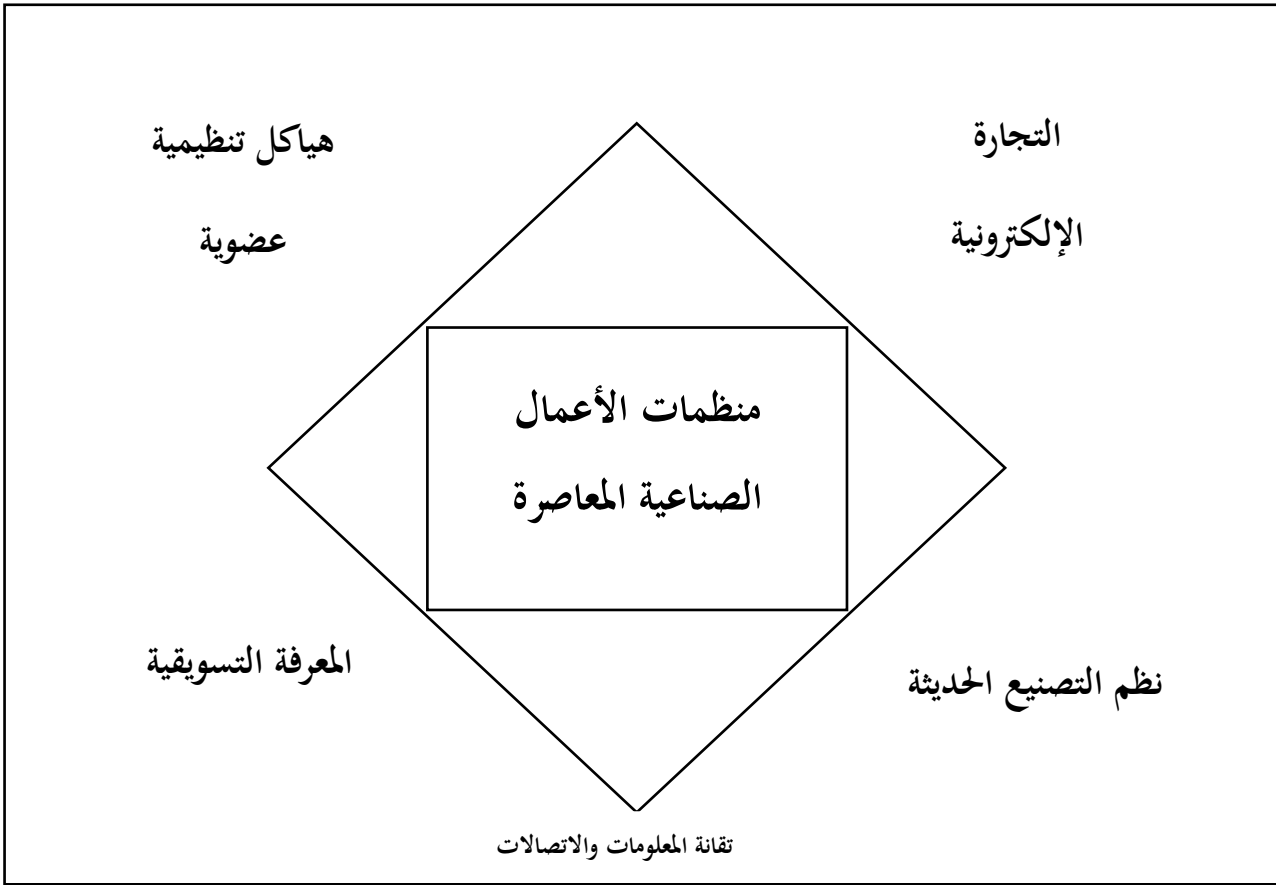 التجارة
الإلكترونية
هياكل تنظيمية
عضوية
منظمات الأعمال
الصناعية المعاصرة
نظم التصنيع الحديثة
المعرفة التسويقية
تقانة المعلومات والاتصالات